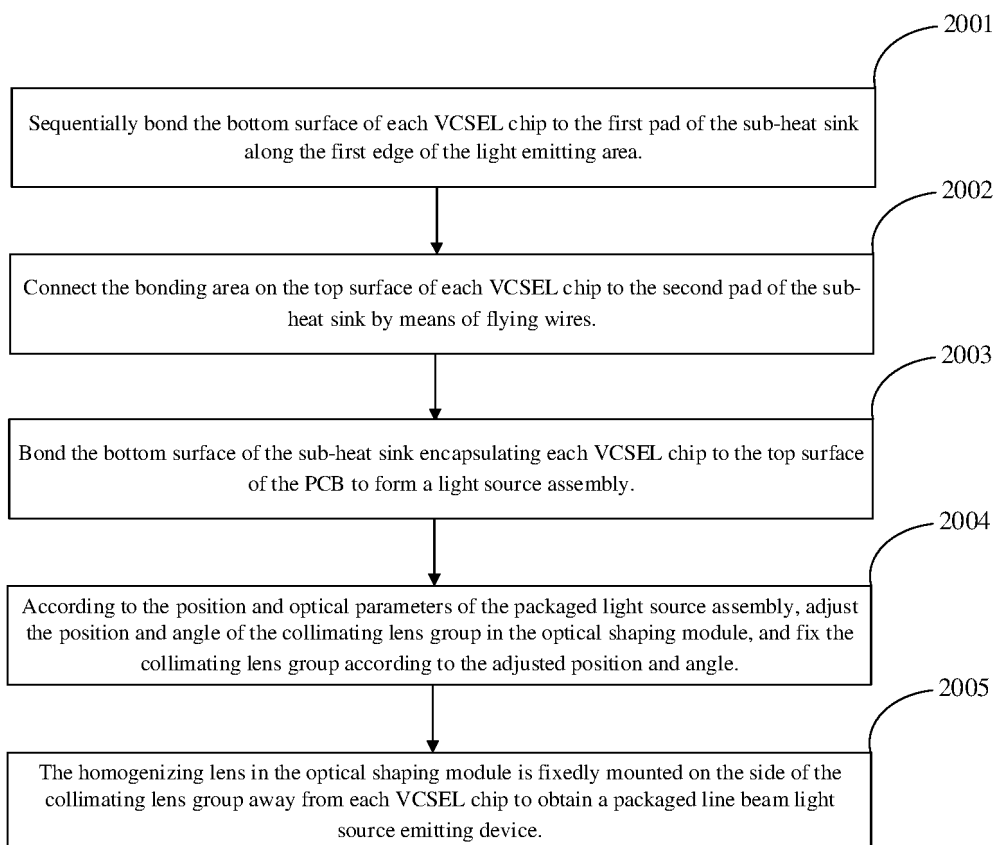 2001
Sequentially bond the bottom surface of each VCSEL chip to the first pad of the sub-heat sink
along the first edge of the light emitting area.
2002
Connect the bonding area on the top surface of each VCSEL chip to the second pad of the sub-
heat sink by means of flying wires.
2003
Bond the bottom surface of the sub-heat sink encapsulating each VCSEL chip to the top surface
of the PCB to form a light source assembly.
2004
According to the position and optical parameters of the packaged light source assembly, adjust
the position and angle of the collimating lens group in the optical shaping module, and fix the
collimating lens group according to the adjusted position and angle.
2005
The homogenizing lens in the optical shaping module is fixedly mounted on the side of the
collimating lens group away from each VCSEL chip to obtain a packaged line beam light
source emitting device.